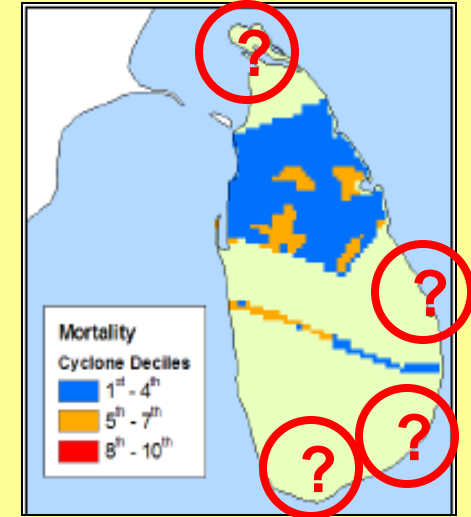 ?
?
Mortality
Cyclone Deciles
1st - 4th
5th - 7th
8th - 10th
?
?